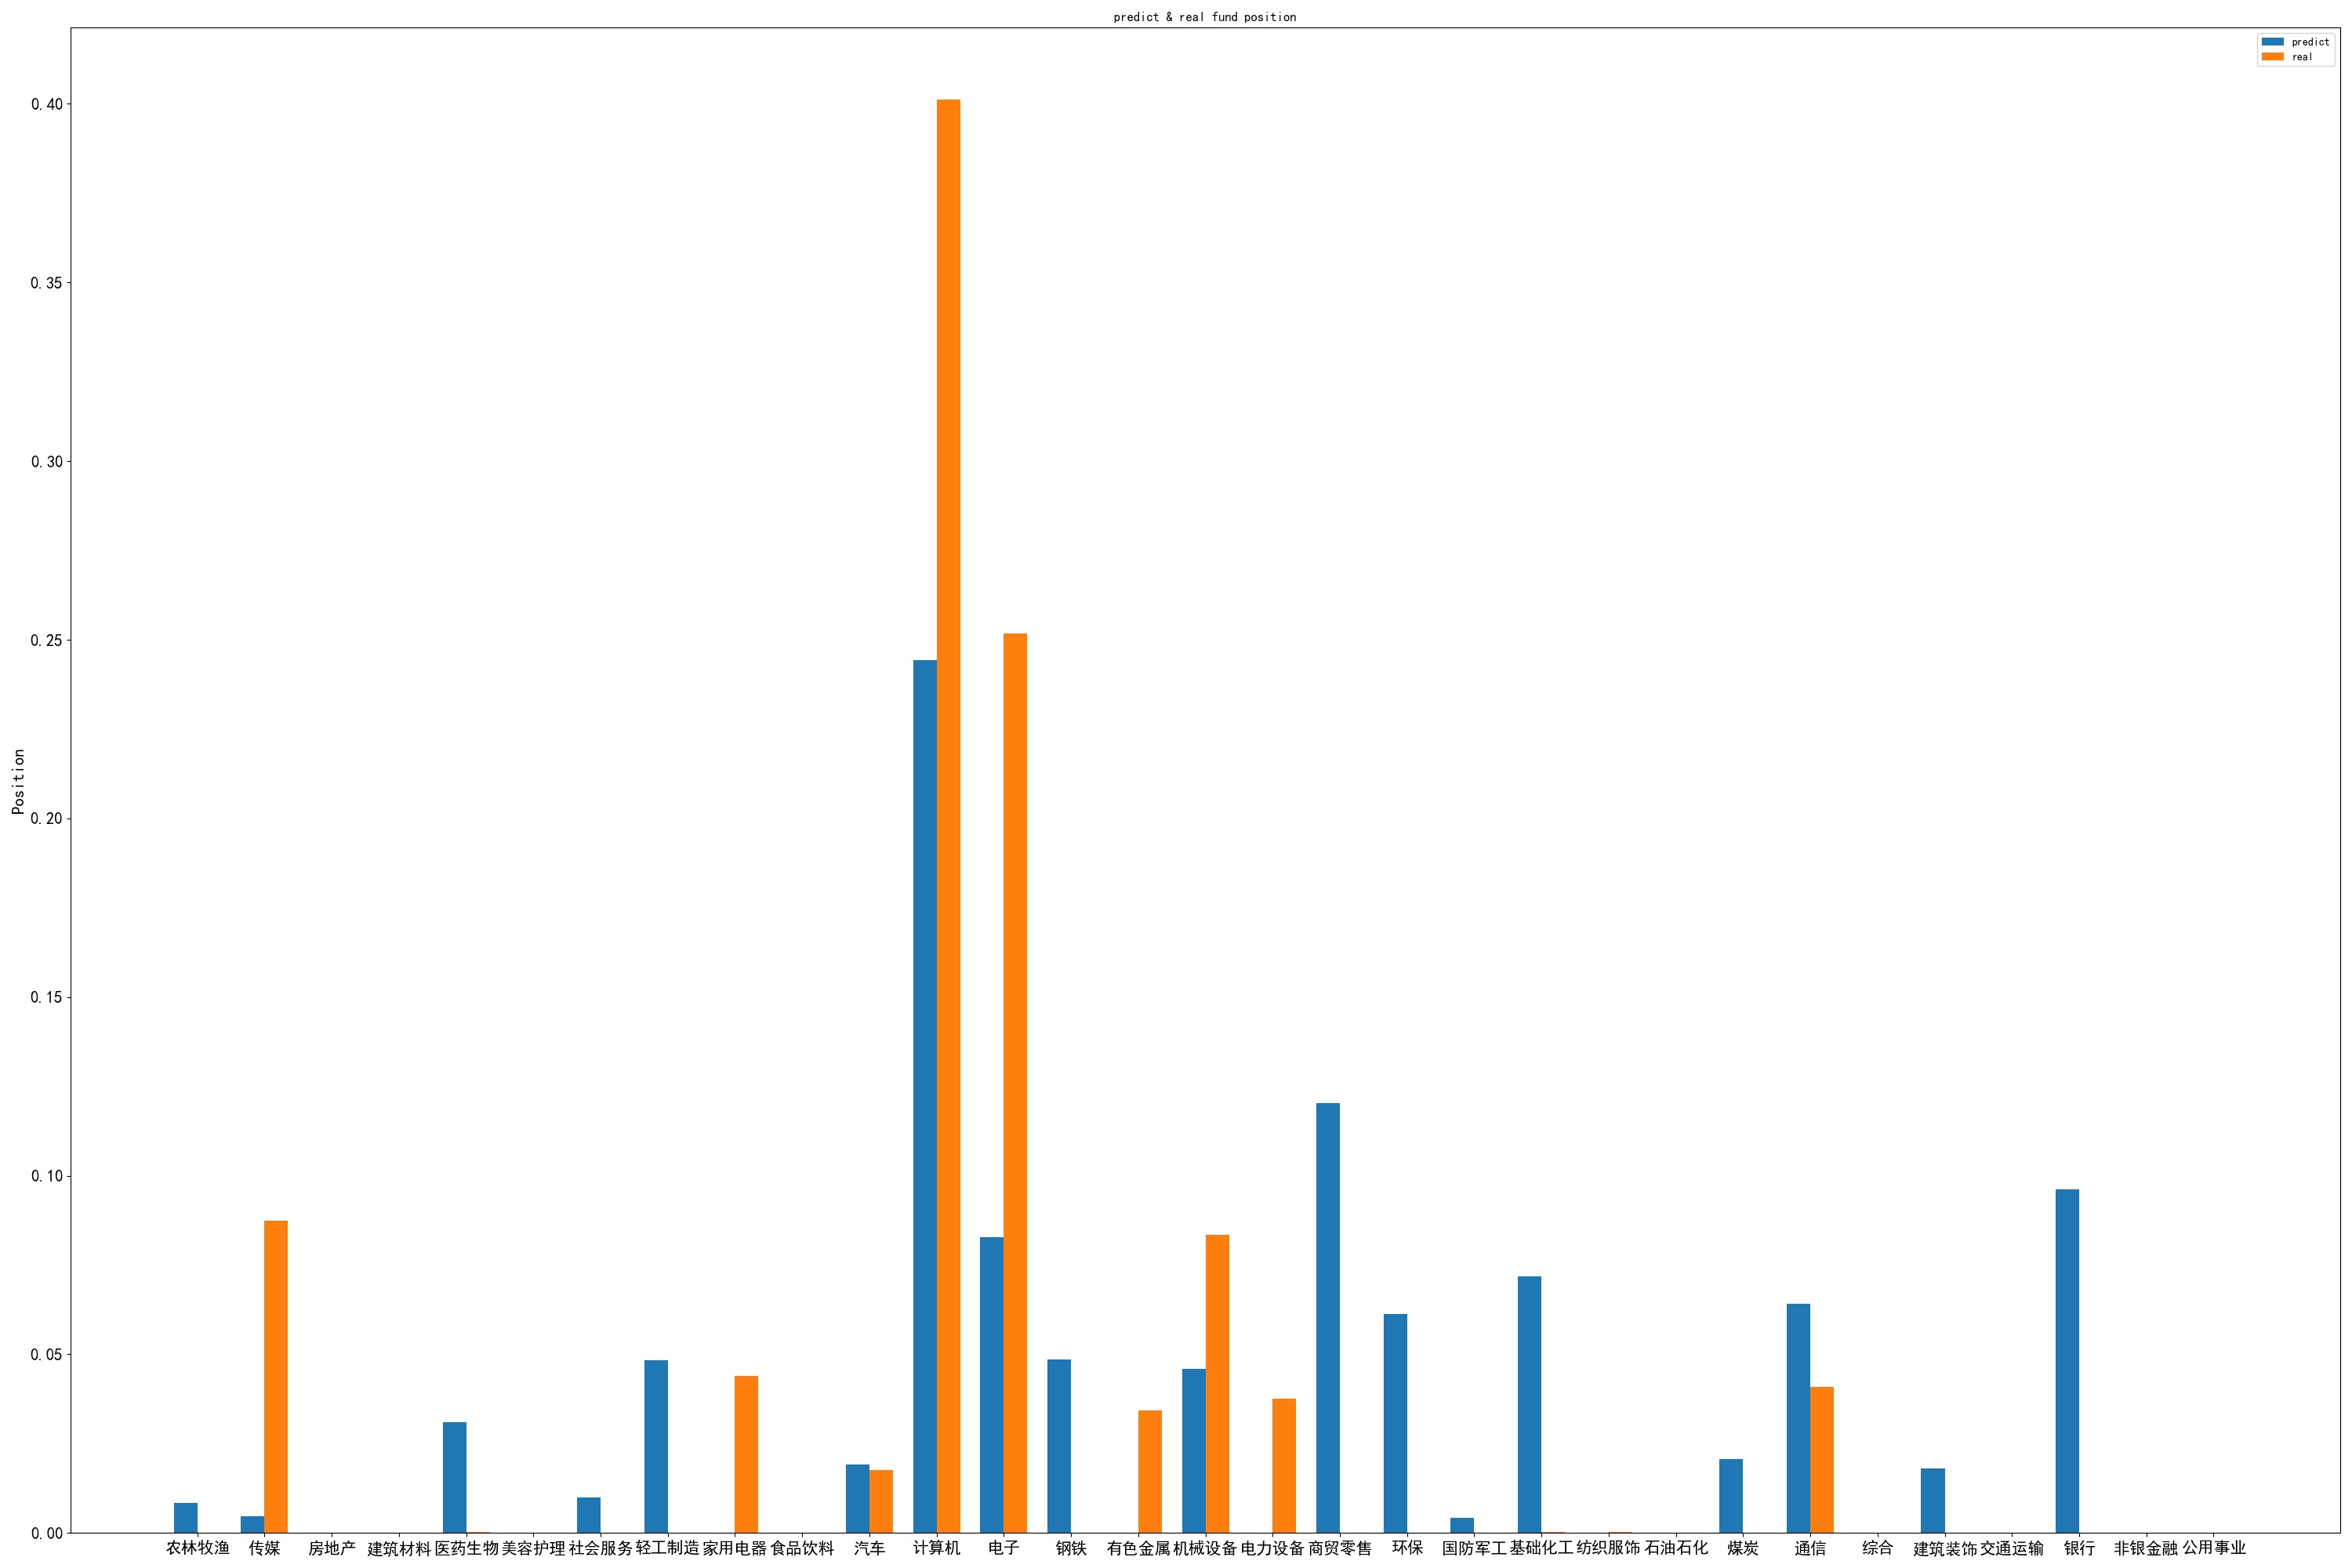 predict & real fund position
predict
real
0.40
0.35
0.30
0.25
0.20
0.15
0.10
0.05
0.00
Position
农林牧渔 传媒 房地产 建筑材料 医药生物 美容护理 社会服务 轻工制造 家用电器 食品饮料 汽车 计算机 电子 钢铁 有色金属 机械设备 电力设备 商贸零售 环保 国防军工 基础化工 纺织服饰 石油石化 煤炭 通信 综合 建筑装饰 交通运输 银行 非银金融 公用事业